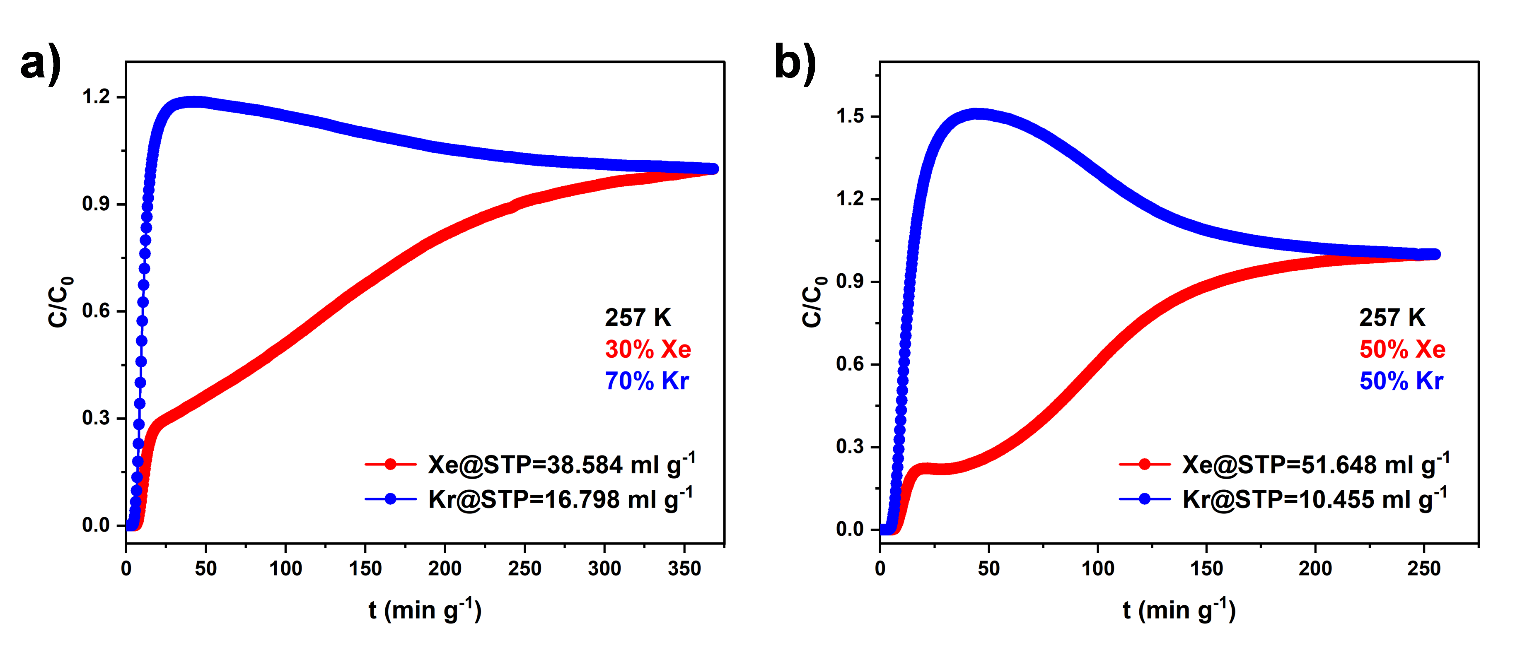 a)
C/C₀
1.2
0.9
0.6
0.3
0.0
257 K
30% Xe
70% Kr
Xe@STP=38.584 ml g⁻¹
Kr@STP=16.798 ml g⁻¹
0 50 100 150 200 250 300 350
t (min g⁻¹)
b)
C/C₀
1.5
1.2
0.9
0.6
0.3
0.0
257 K
50% Xe
50% Kr
Xe@STP=51.648 ml g⁻¹
Kr@STP=10.455 ml g⁻¹
0 50 100 150 200 250
t (min g⁻¹)